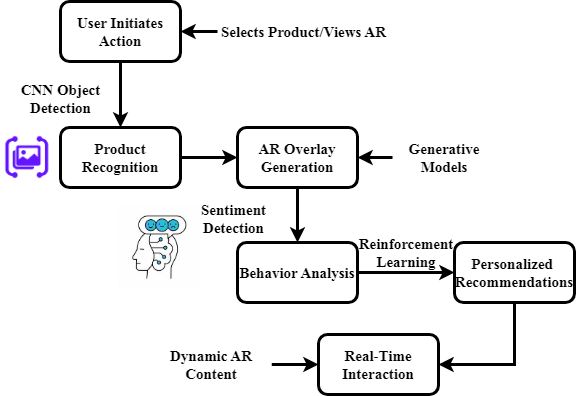 User Initiates
Action
Selects Product/Views AR
CNN Object
Detection
Product
Recognition
AR Overlay
Generation
Generative
Models
Sentiment
Detection
Behavior Analysis
Reinforcement
Learning
Personalized
Recommendations
Dynamic AR
Content
Real-Time
Interaction